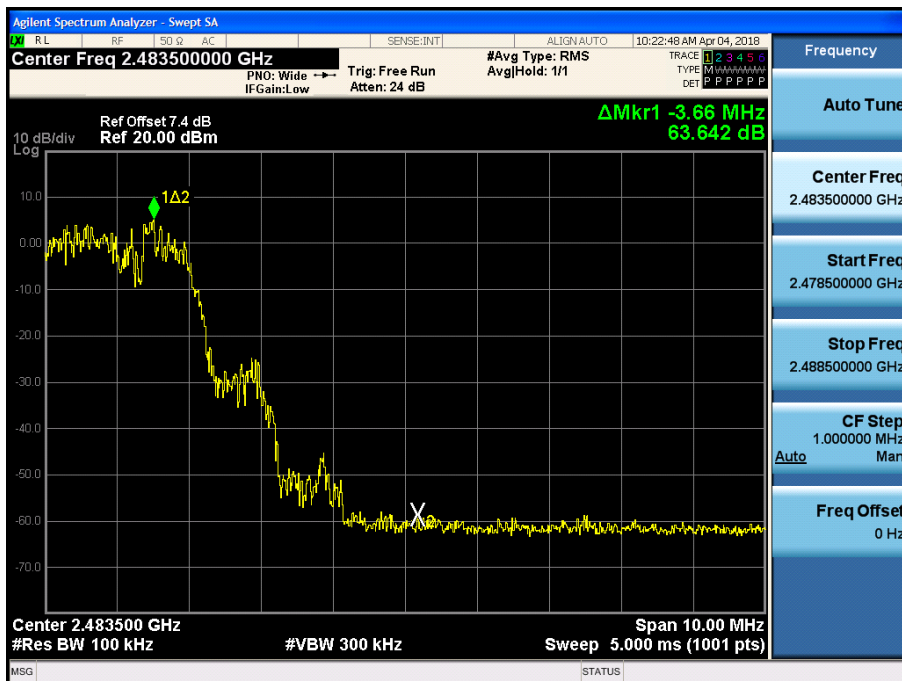 Agilent Spectrum Analyzer - Swept SA
LXI RL RF 50 Ω AC SENSE:INT ALIGN AUTO 10:22:48 AM Apr 04, 2018
Center Freq 2.483500000 GHz
PNO: Wide
IFGain:Low
Trig: Free Run
Atten: 24 dB
#Avg Type: RMS
Avg|Hold: 1/1
TRACE 1 2 3 4 5 6
TYPE MWWWWW
DET P P P P P P
Frequency
Ref Offset 7.4 dB
10 dB/div Ref 20.00 dBm
Log
ΔMkr1 -3.66 MHz
63.642 dB
1Δ2
10.0
0.00
-10.0
-20.0
-30.0
-40.0
-50.0
-60.0
-70.0
Center 2.483500 GHz
#Res BW 100 kHz
#VBW 300 kHz
Span 10.00 MHz
Sweep 5.000 ms (1001 pts)
Auto Tune
Center Freq
2.483500000 GHz
Start Freq
2.478500000 GHz
Stop Freq
2.488500000 GHz
CF Step
1.000000 MHz
Auto Man
Freq Offset
0 Hz
MSG STATUS